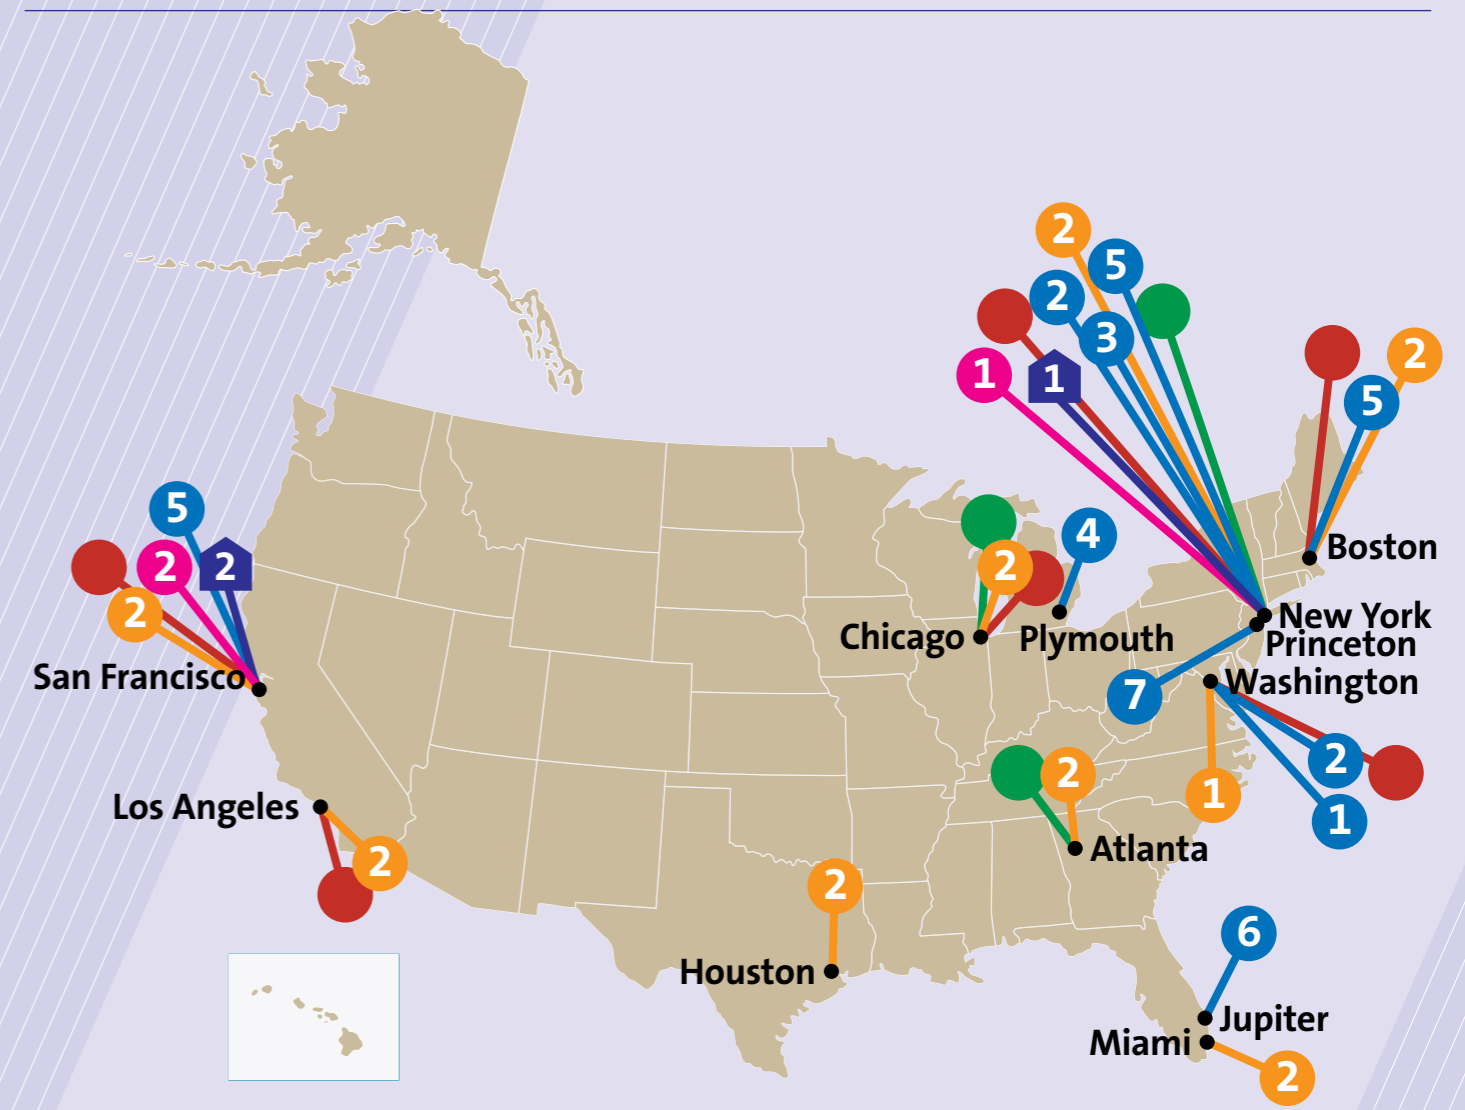 2
5
2
3
1
1
2
5
5
2
2
2
San Francisco
2
4
Chicago
Plymouth
Boston
New York
Princeton
Washington
7
2
1
1
Los Angeles
2
2
Atlanta
2
Houston
6
Jupiter
Miami
2